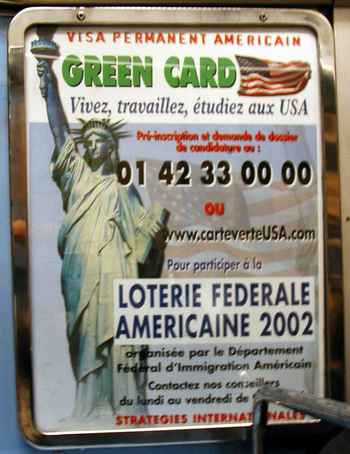 VISA PERMANENT AMERICAIN
GREEN CARD
Vivez, travaillez, étudiez aux USA
Pré-inscription et demande de dossier
de candidature au :
01 42 33 00 00
OU
www.carteverteUSA.com
Pour participer à la
LOTERIE FEDERALE
AMERICAINE 2002
organisée par le Département
Fédéral d'Immigration Américain
Contactez nos conseillers
du lundi au vendredi de
STRATEGIES INTERNATIONALES